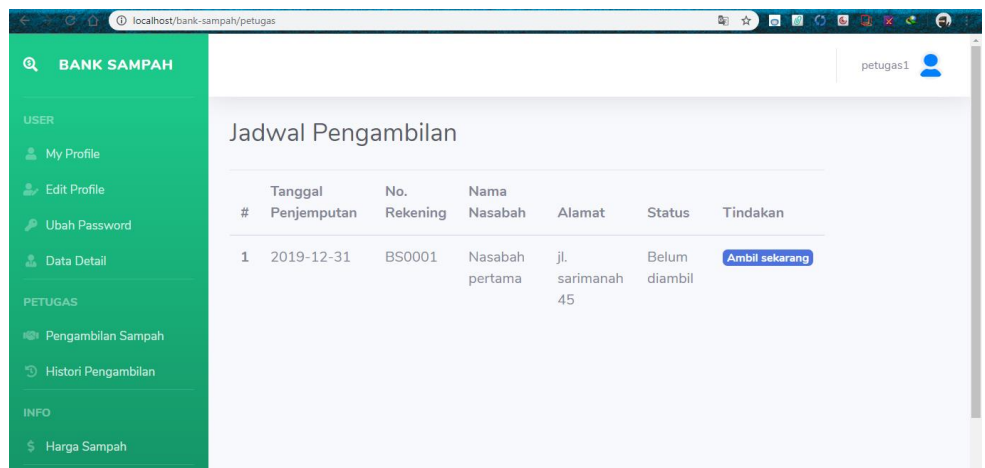 localhost/bank-sampah/petugas
BANK SAMPAH
petugas1
USER
My Profile
Edit Profile
Ubah Password
Data Detail
PETUGAS
Pengambilan Sampah
Histori Pengambilan
INFO
Harga Sampah
Jadwal Pengambilan
# Tanggal Penjemputan No. Rekening Nama Nasabah Alamat Status Tindakan
1 2019-12-31 BS0001 Nasabah pertama jl. sarimanah 45 Belum diambil Ambil sekarang